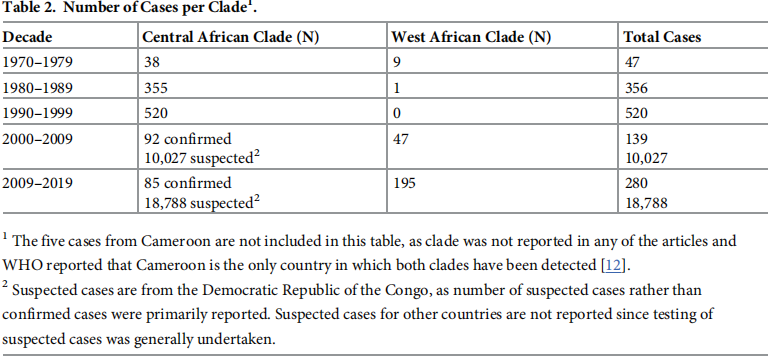 Table 2. Number of Cases per Clade¹.
Decade Central African Clade (N) West African Clade (N) Total Cases
1970–1979 38 9 47
1980–1989 355 1 356
1990–1999 520 0 520
2000–2009 92 confirmed 47 139
10,027 suspected² 10,027
2009–2019 85 confirmed 195 280
18,788 suspected² 18,788
¹ The five cases from Cameroon are not included in this table, as clade was not reported in any of the articles and
WHO reported that Cameroon is the only country in which both clades have been detected [12].
² Suspected cases are from the Democratic Republic of the Congo, as number of suspected cases rather than
confirmed cases were primarily reported. Suspected cases for other countries are not reported since testing of
suspected cases was generally undertaken.